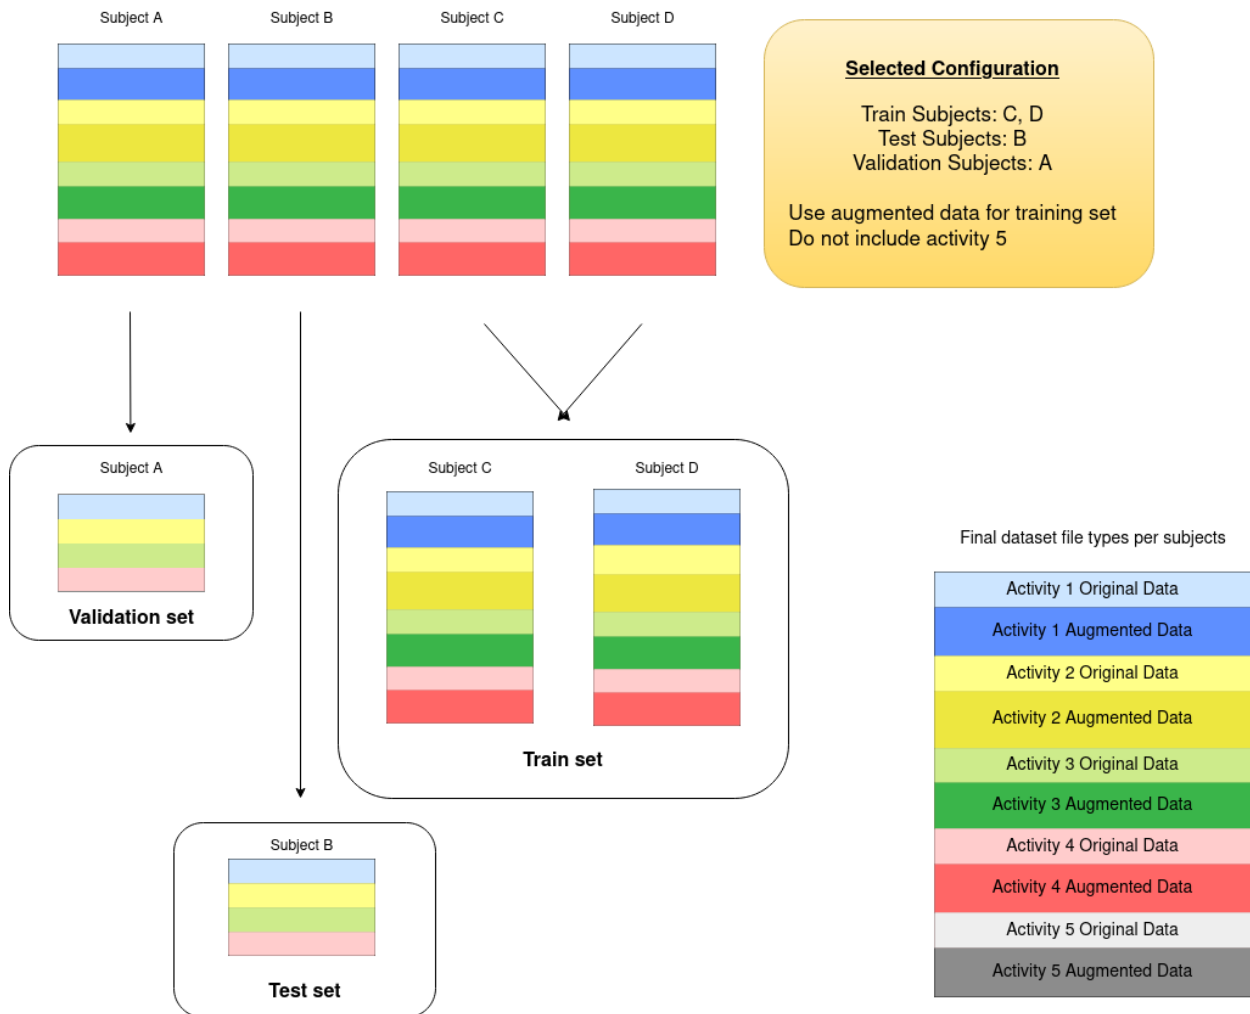 Subject A
Subject B
Subject C
Subject D
Selected Configuration
Train Subjects: C, D
Test Subjects: B
Validation Subjects: A
Use augmented data for training set
Do not include activity 5
Subject A
Validation set
Subject C
Subject D
Train set
Subject B
Test set
Final dataset file types per subjects
Activity 1 Original Data
Activity 1 Augmented Data
Activity 2 Original Data
Activity 2 Augmented Data
Activity 3 Original Data
Activity 3 Augmented Data
Activity 4 Original Data
Activity 4 Augmented Data
Activity 5 Original Data
Activity 5 Augmented Data